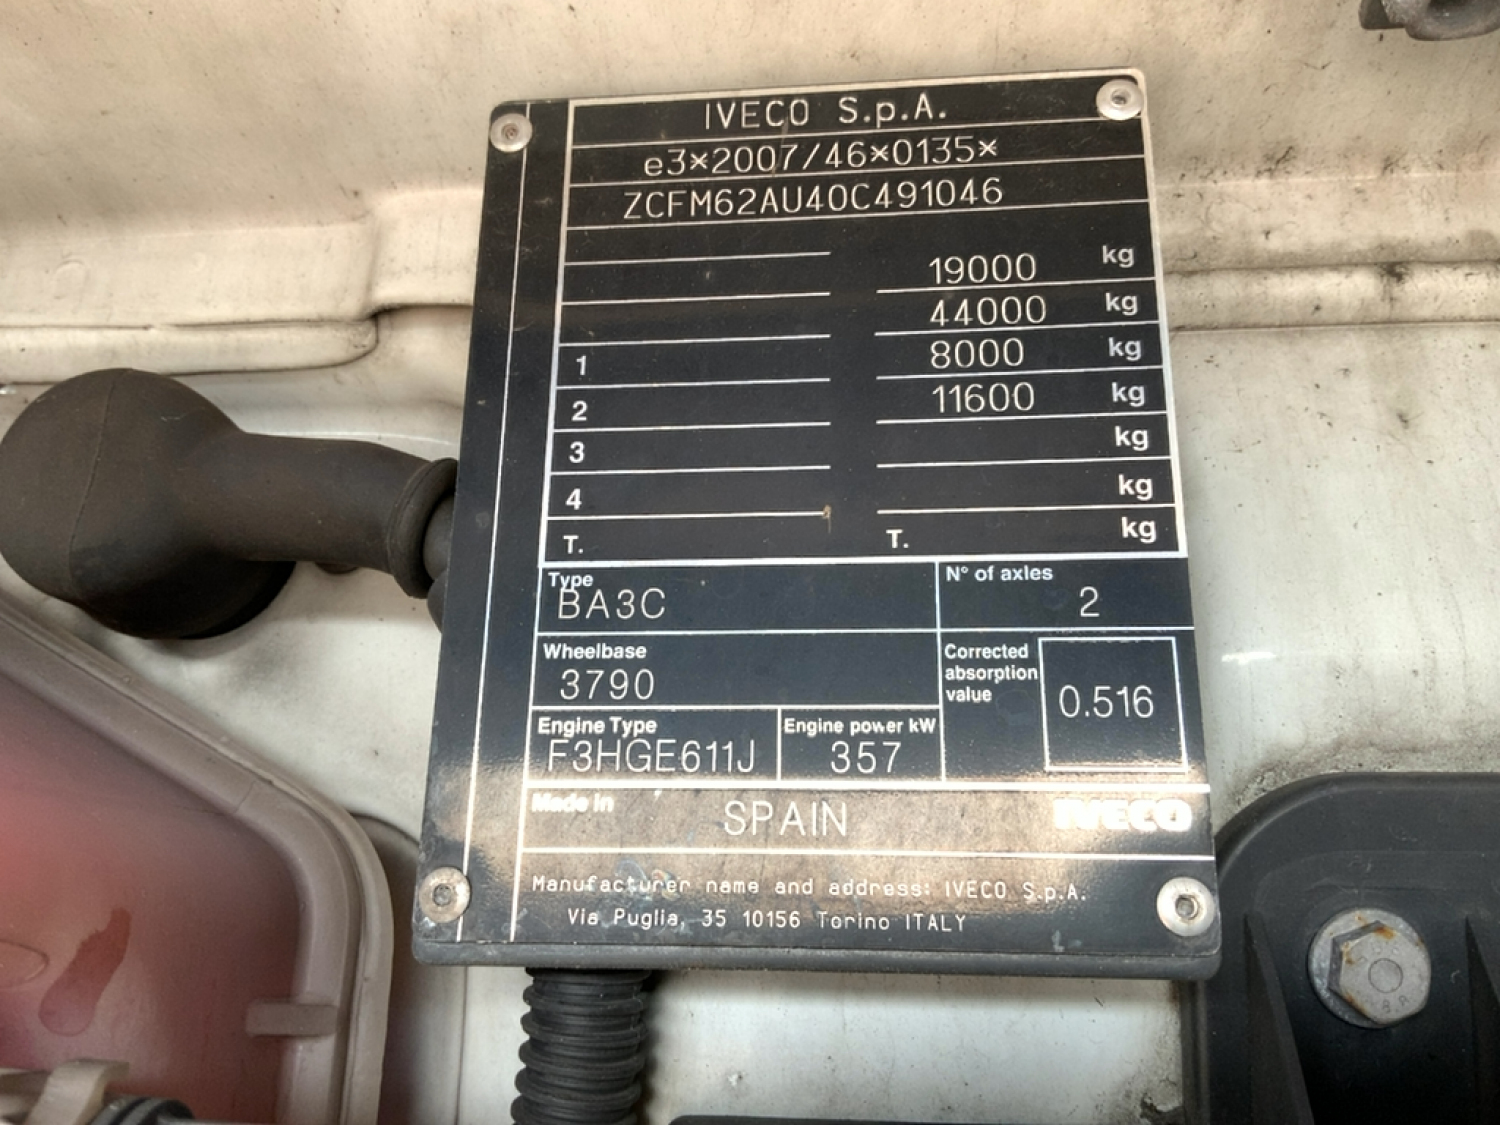 IVECO S.p.A.
e3*2007/46*0135*
ZCFM62AU40C491046
19000 kg
44000 kg
1 8000 kg
2 11600 kg
3 kg
4 kg
T. T. kg
Type
BA3C
N° of axles
2
Wheelbase
3790
Corrected
absorption
value
0.516
Engine Type
F3HGE611J
Engine power kW
357
Made in
SPAIN
IVECO
Manufacturer name and address: IVECO S.p.A.
Via Puglia, 35 10156 Torino ITALY